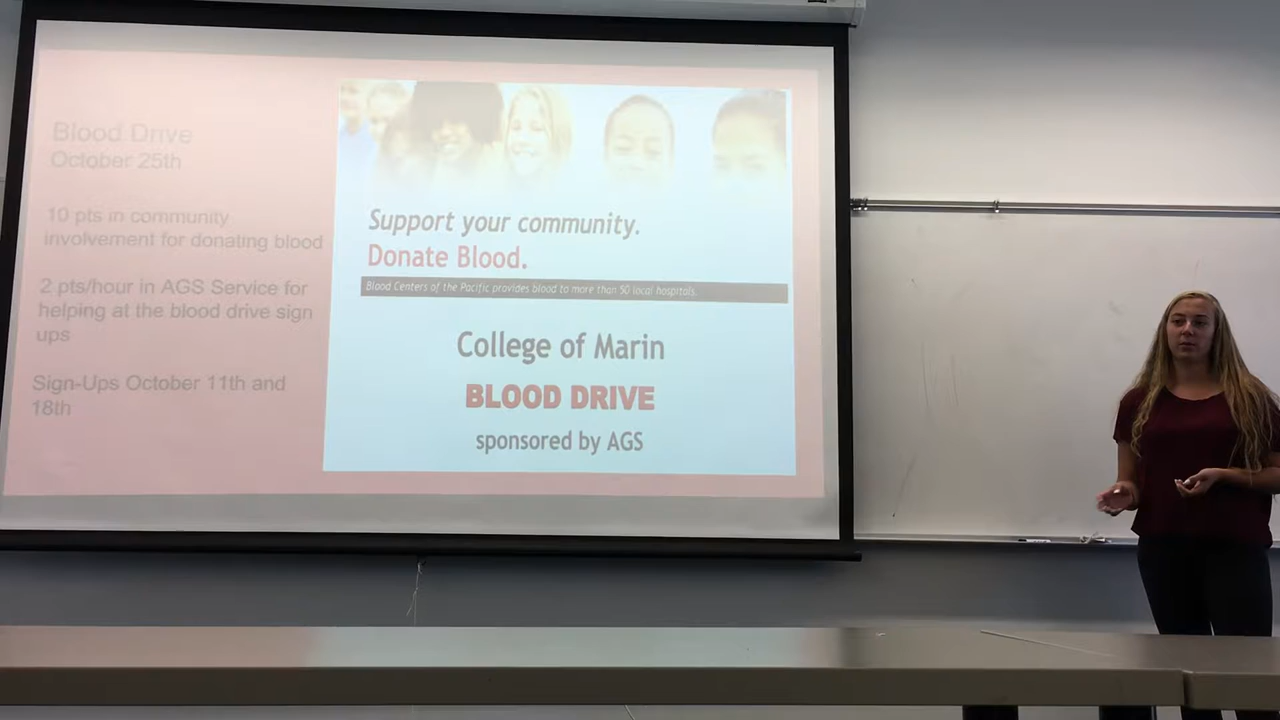 Blood Drive
October 25th
10 pts in community
involvement for donating blood
2 pts/hour in AGS Service for
helping at the blood drive sign
ups
Sign-Ups October 11th and
18th
Support your community.
Donate Blood.
Blood Centers of the Pacific provides blood to more than 50 local hospitals.
College of Marin
BLOOD DRIVE
sponsored by AGS